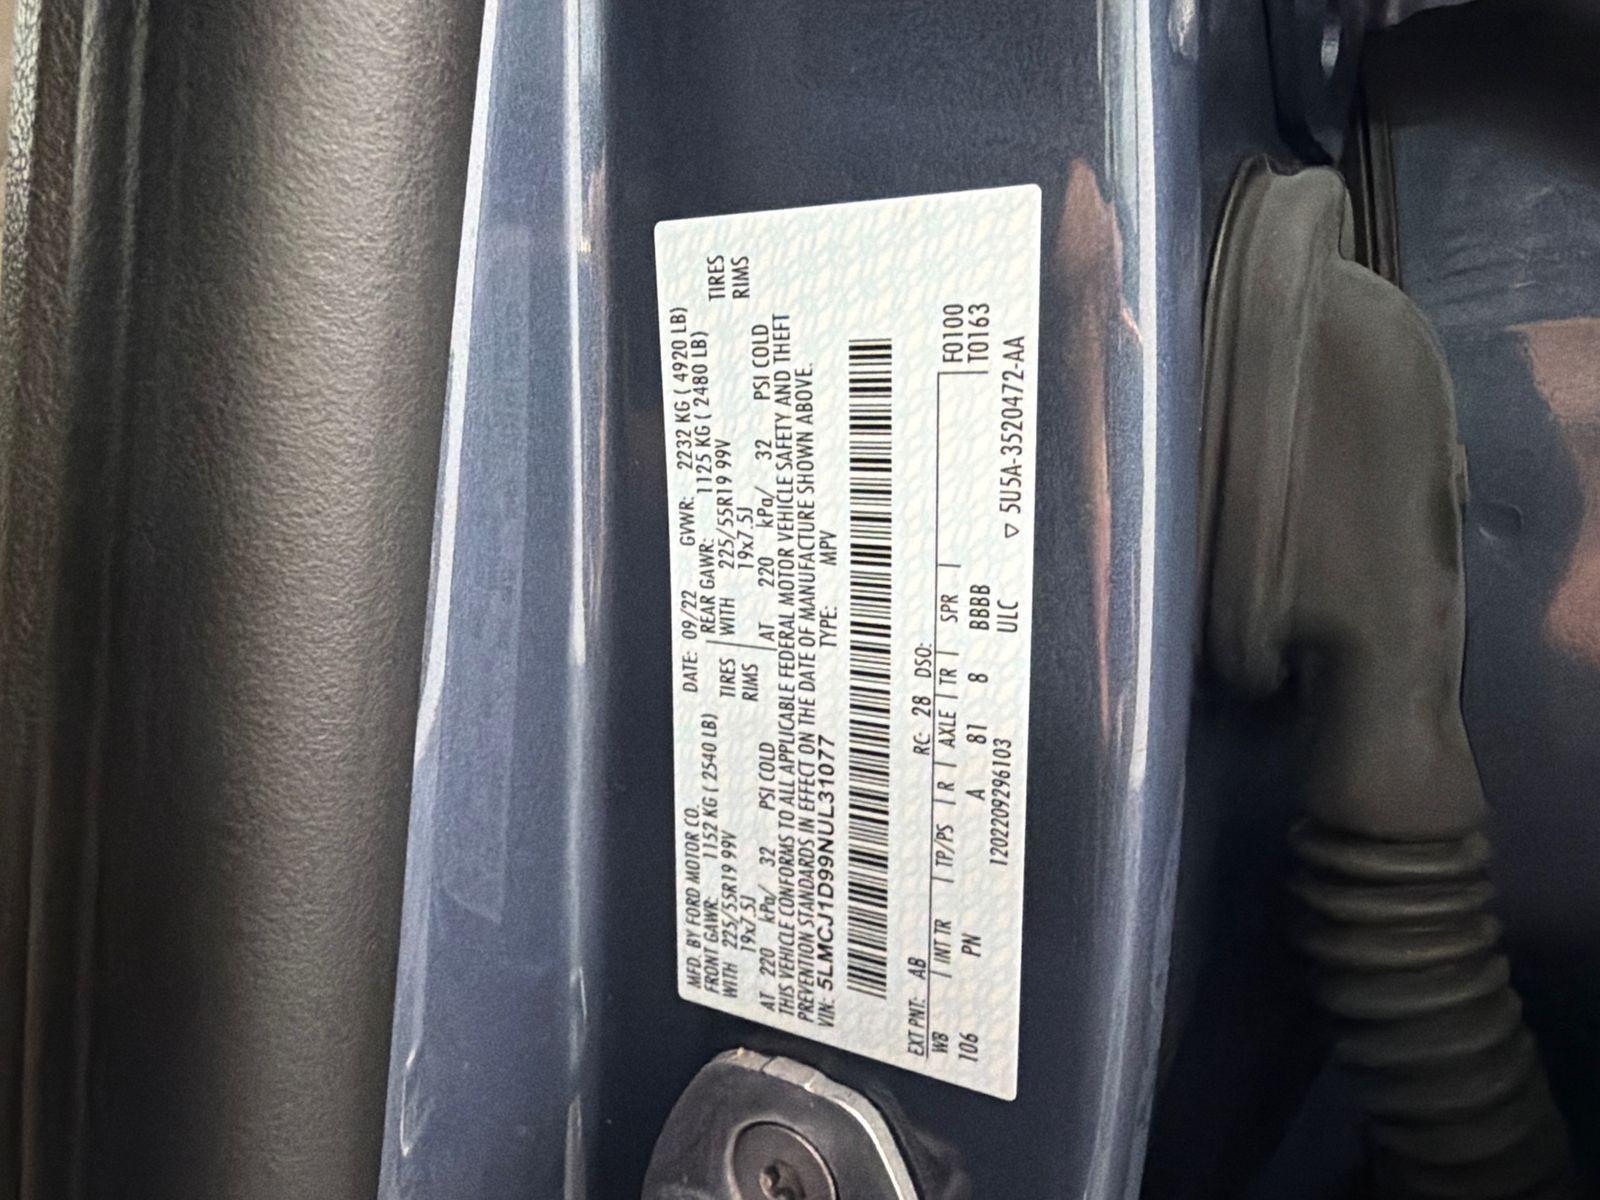 MFD. BY FORD MOTOR CO. DATE: 09/22 GVWR: 2232 KG ( 4920 LB)
FRONT GAWR: 1152 KG ( 2540 LB) REAR GAWR: 1125 KG ( 2480 LB)
WITH 225/55R19 99V TIRES WITH 225/55R19 99V TIRES
19x7.5J RIMS 19x7.5J RIMS
AT 220 kPa/ 32 PSI COLD AT 220 kPa/ 32 PSI COLD
THIS VEHICLE CONFORMS TO ALL APPLICABLE FEDERAL MOTOR VEHICLE SAFETY AND THEFT
PREVENTION STANDARDS IN EFFECT ON THE DATE OF MANUFACTURE SHOWN ABOVE.
VIN: 5LMCJ1D99NUL31077 TYPE: MPV
EXT PNT: AB RC: 28 DSO:
WB INT TR TP/PS R AXLE TR SPR F0100
106 PN A 81 8 BBBB T0163
120220929​6103 ULC ▽ 5U5A-3520472-AA